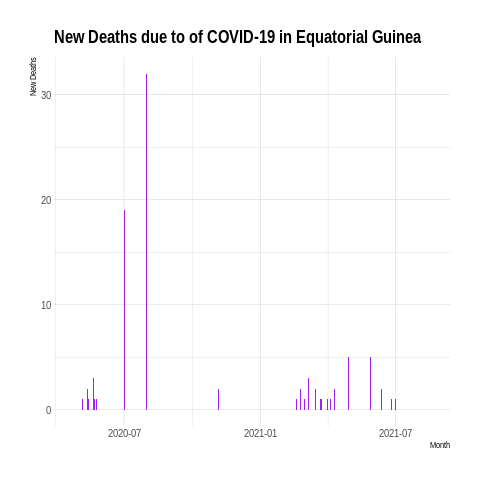 New Deaths due to of COVID-19 in Equatorial Guinea
New Deaths
30
20
10
0
2020-07
2021-01
2021-07
Month